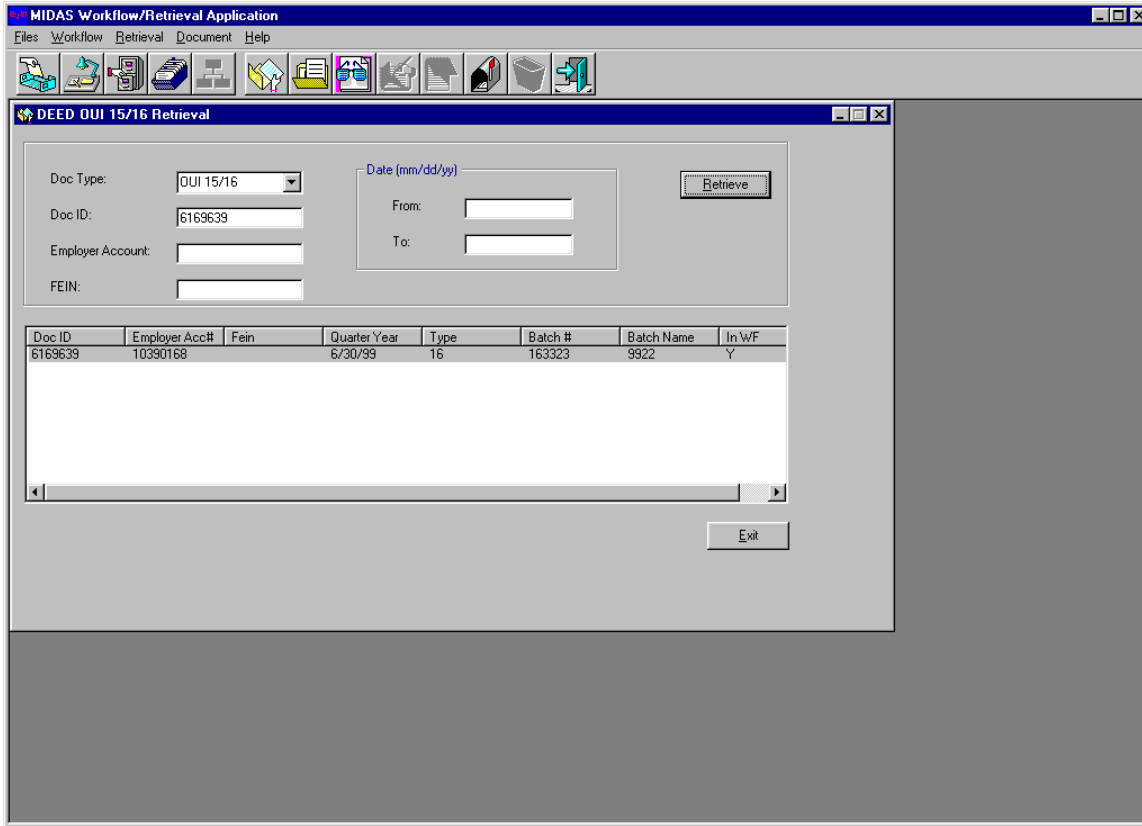 MIDAS Workflow/Retrieval Application
Files Workflow Retrieval Document Help
DEED OUI 15/16 Retrieval
Doc Type: OUI 15/16
Doc ID: 6169639
Employer Account:
FEIN:
Date (mm/dd/yy)
From:
To:
Retrieve
Doc ID Employer Acc# Fein Quarter Year Type Batch # Batch Name In WF
6169639 10390168 6/30/99 16 163323 9922 Y
Exit